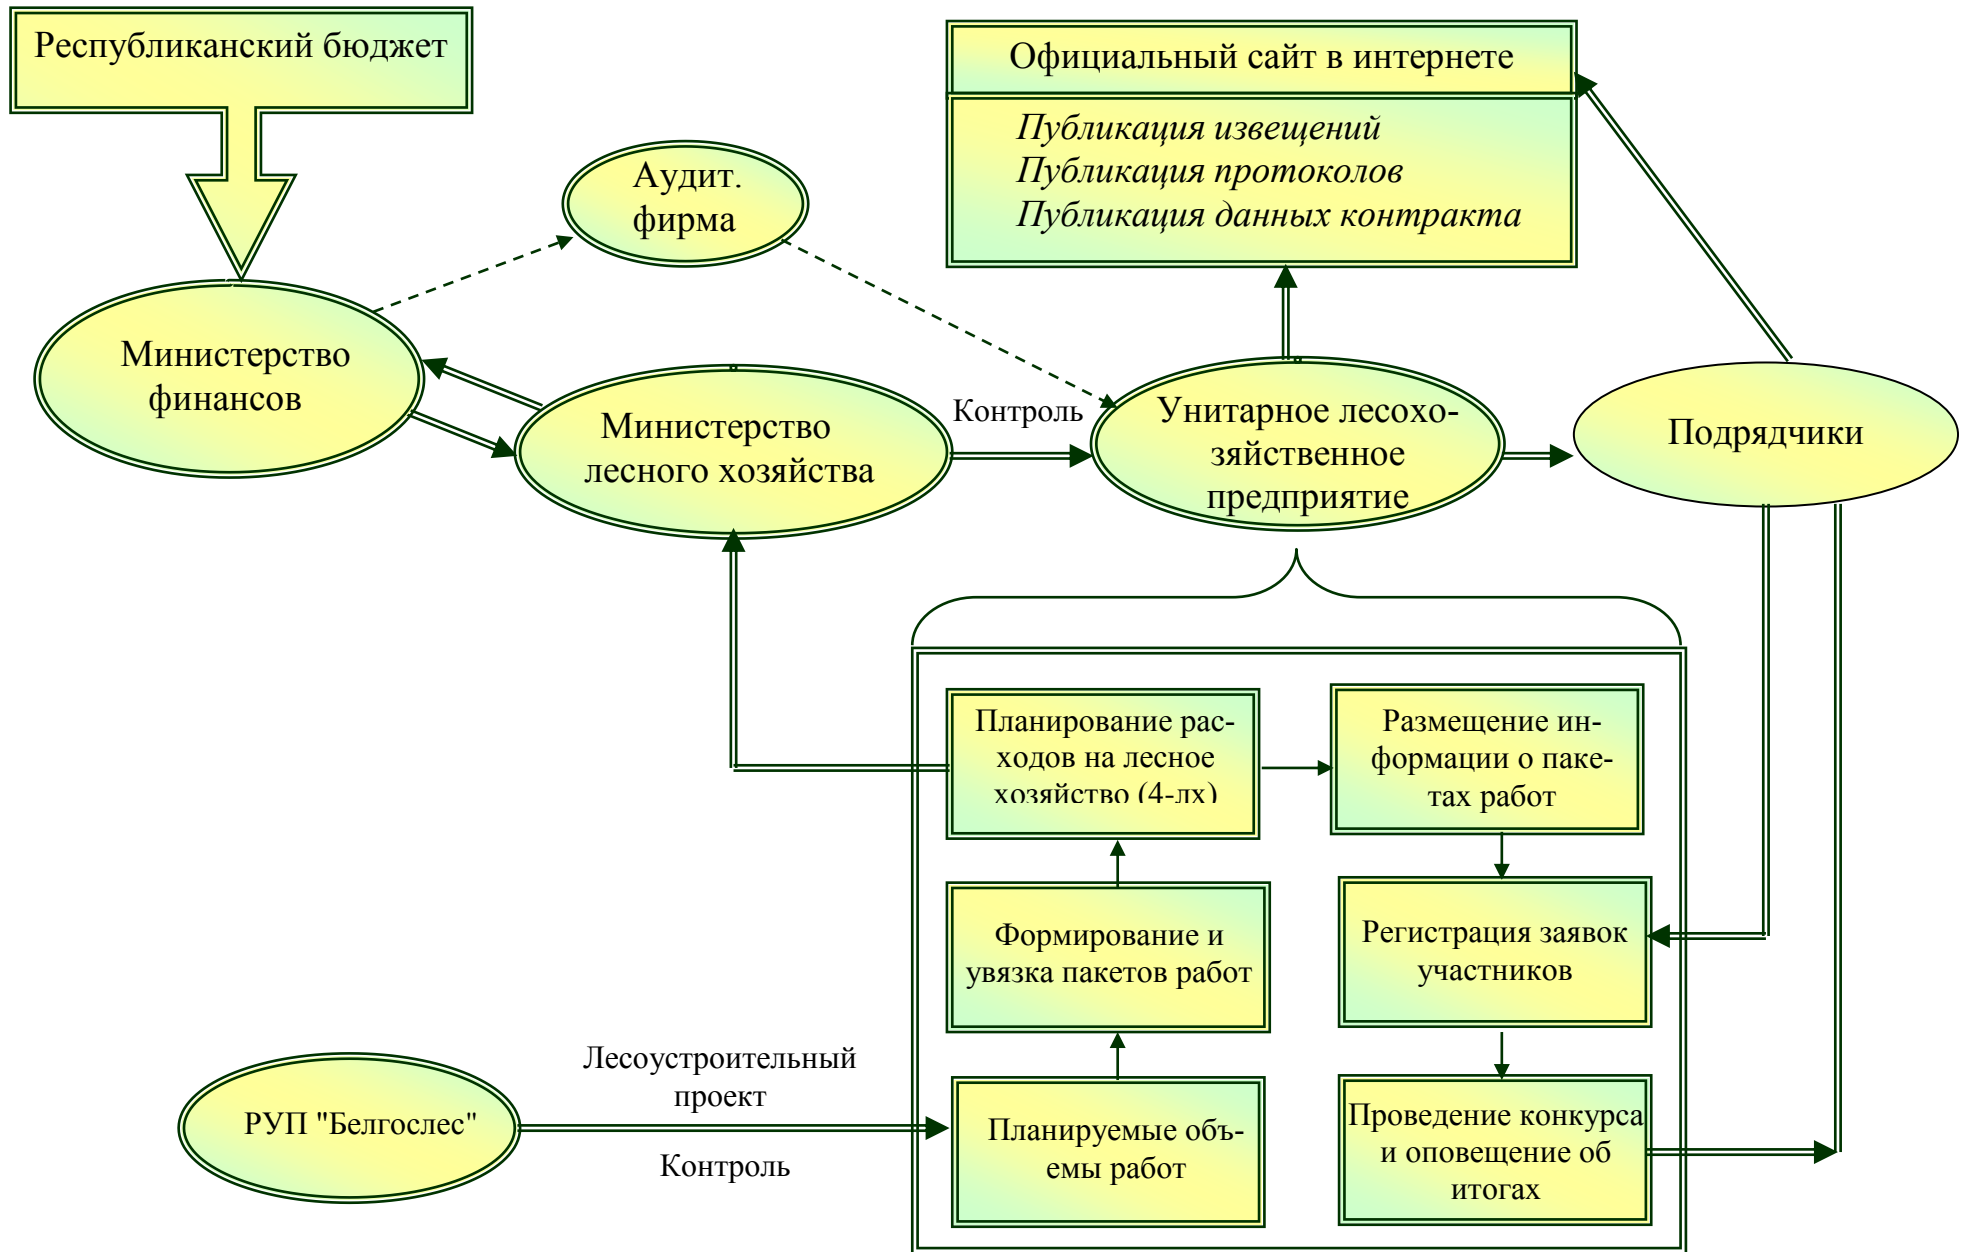 Республиканский бюджет
Официальный сайт в интернете
Публикация извещений
Публикация протоколов
Публикация данных контракта
Аудит.
фирма
Министерство
финансов
Министерство
лесного хозяйства
Контроль
Унитарное лесохо-
зяйственное
предприятие
Подрядчики
Планирование рас-
ходов на лесное
хозяйство (4-лх)
Размещение ин-
формации о паке-
тах работ
Формирование и
увязка пакетов работ
Регистрация заявок
участников
РУП "Белгослес"
Лесоустроительный
проект
Контроль
Планируемые объ-
емы работ
Проведение конкурса
и оповещение об
итогах